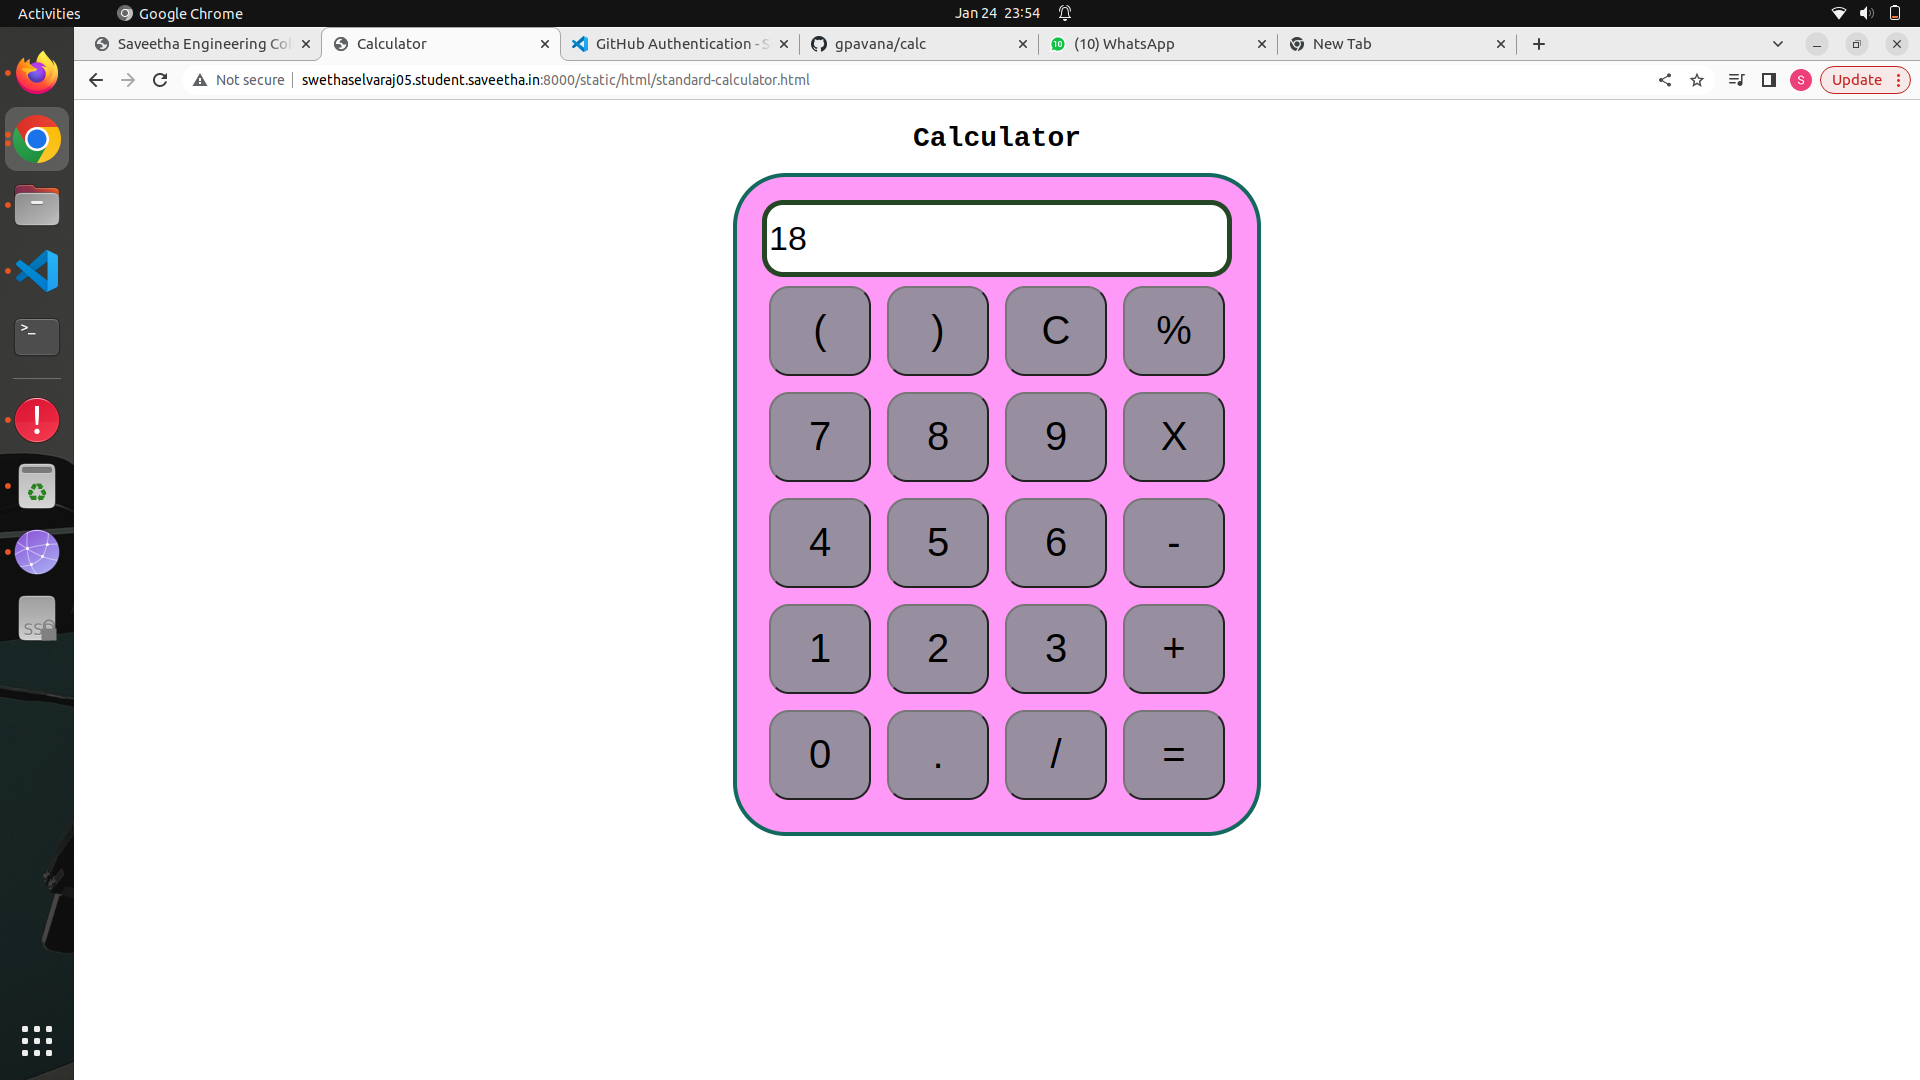 Activities Google Chrome Jan 24 23:54
Saveetha Engineering Col Calculator GitHub Authentication - S gpavana/calc (10) WhatsApp New Tab
Not secure swethaselvaraj05.student.saveetha.in:8000/static/html/standard-calculator.html S Update
Calculator
18
( ) C %
7 8 9 X
4 5 6 -
1 2 3 +
0 . / =
>_
SSD